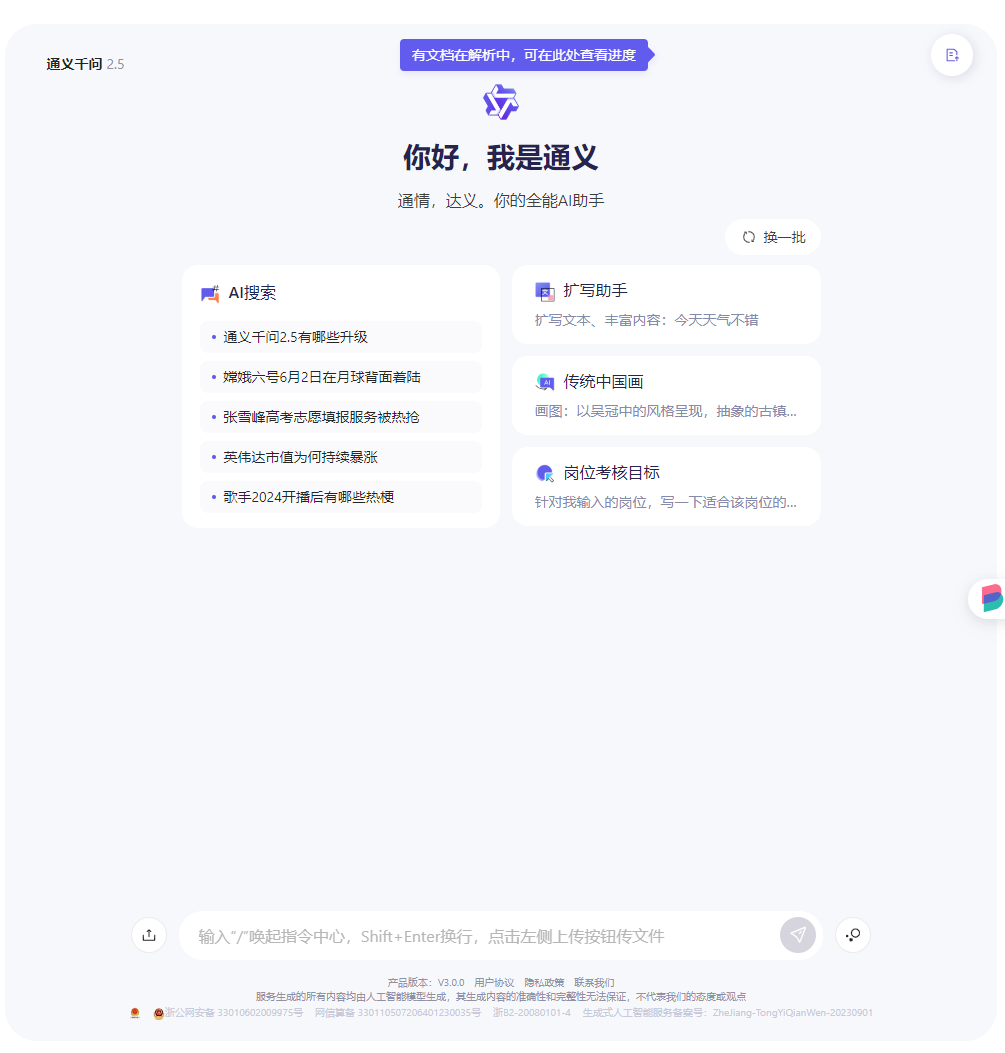 通义千问 2.5
有文档在解析中，可在此处查看进度
你好，我是通义
通情，达义。你的全能AI助手
换一批
AI搜索
通义千问2.5有哪些升级
嫦娥六号6月2日在月球背面着陆
张雪峰高考志愿填报服务被热抢
英伟达市值为何持续暴涨
歌手2024开播后有哪些热梗
扩写助手
扩写文本、丰富内容：今天天气不错
传统中国画
画图：以吴冠中的风格呈现，抽象的古镇...
岗位考核目标
针对我输入的岗位，写一下适合该岗位的...
输入“/”唤起指令中心，Shift+Enter换行，点击左侧上传按钮传文件
产品版本：V3.0.0 用户协议 隐私政策 联系我们
服务生成的所有内容均由人工智能模型生成，其生成内容的准确性和完整性无法保证，不代表我们的态度或观点
浙公网安备 33010602009975号 网信算备 330110507206401230035号 浙B2-20080101-4 生成式人工智能服务备案号：ZheJiang-TongYiQianWen-20230901